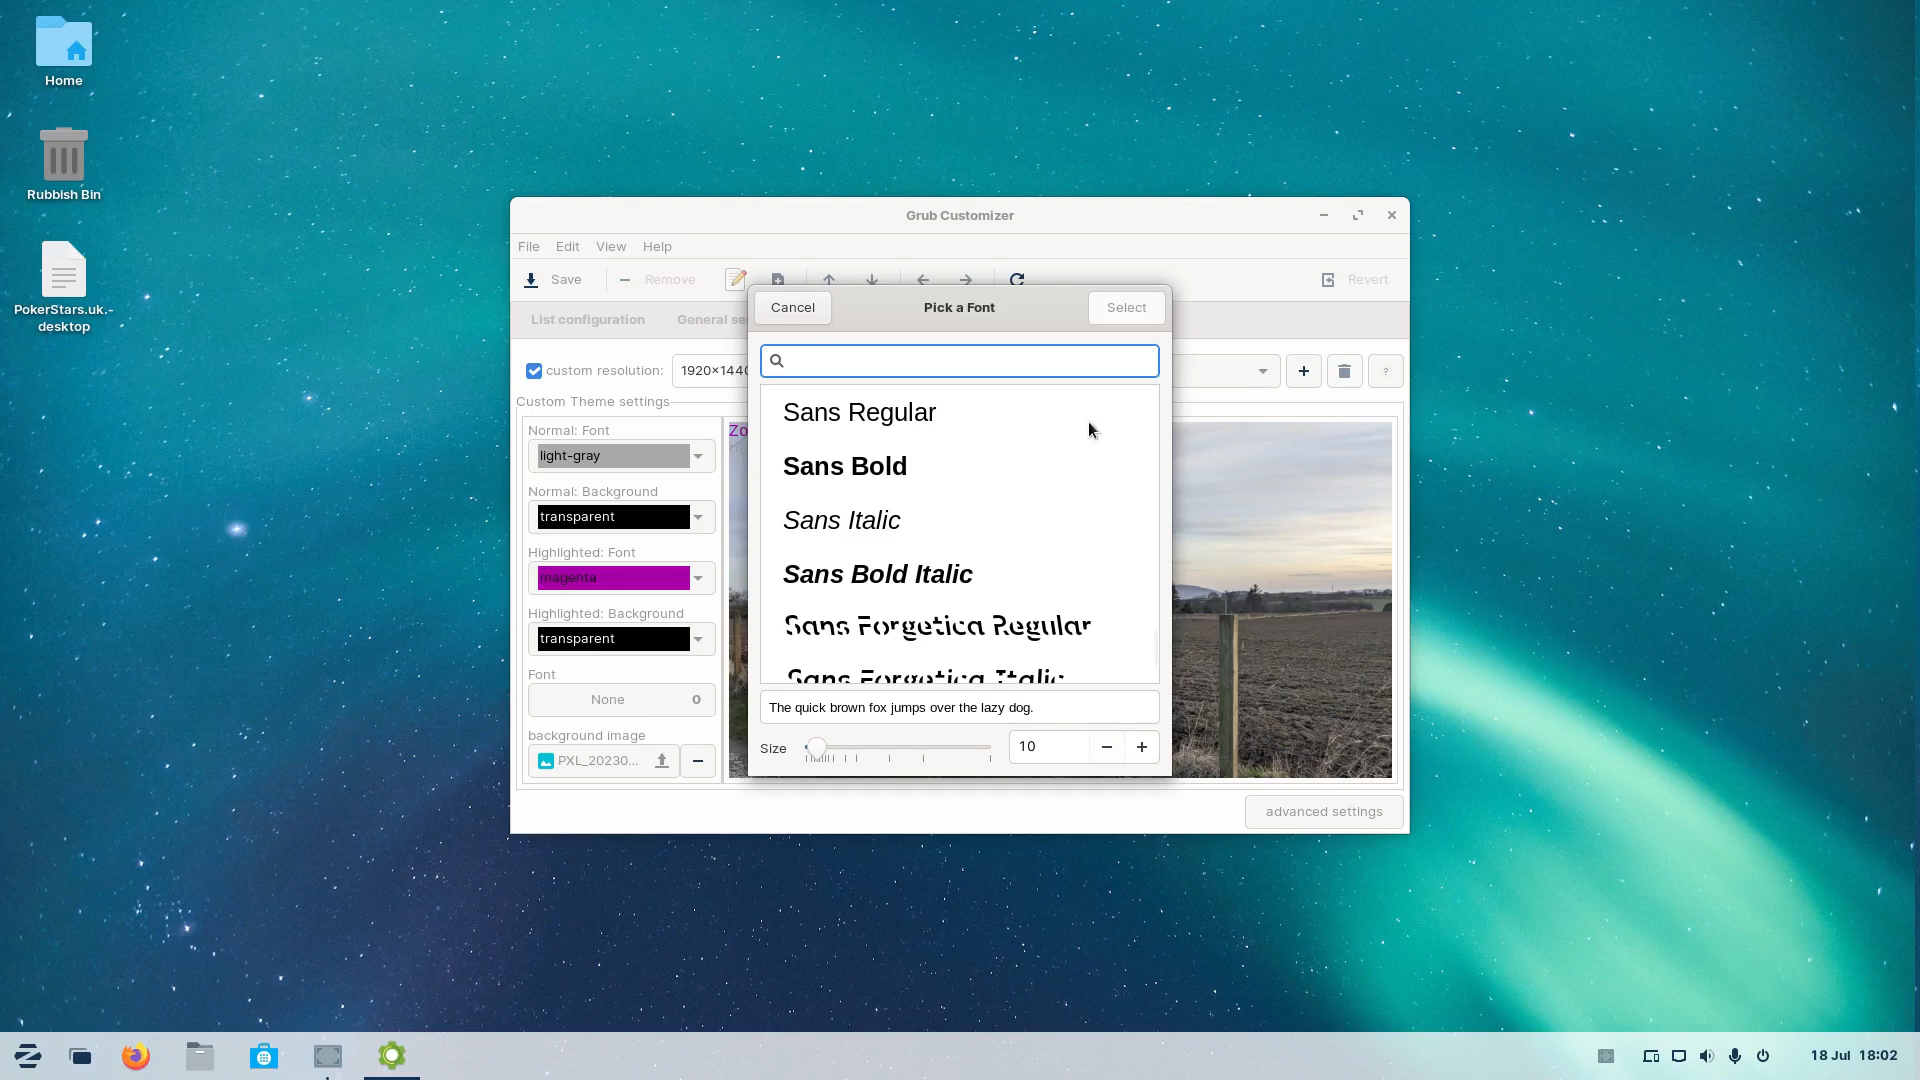 Home
Rubbish Bin
PokerStars.uk.-
desktop
Grub Customizer
File Edit View Help
Save Remove Revert
List configuration General se
custom resolution: 1920×1440
?
Custom Theme settings
Normal: Font
light-gray
Normal: Background
transparent
Highlighted: Font
magenta
Highlighted: Background
transparent
Font
None 0
background image
PXL_20230...
Zo
advanced settings
Cancel Pick a Font Select
Sans Regular
Sans Bold
Sans Italic
Sans Bold Italic
Sans Forgetica Regular
Sans Forgetica Italic
The quick brown fox jumps over the lazy dog.
Size 10
18 Jul 18:02